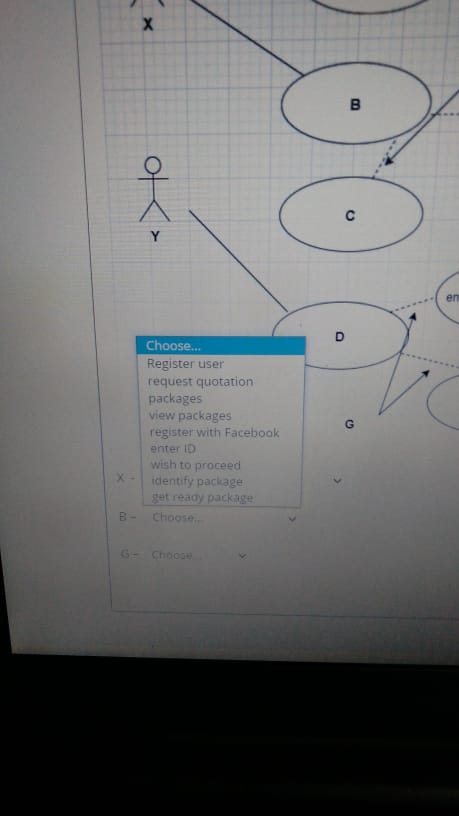 X
B
C
Y
en
D
Choose...
Register user
request quotation
packages
view packages
register with Facebook
G
enter ID
wish to proceed
X - identify package
get ready package
B - Choose...
G - Choose...